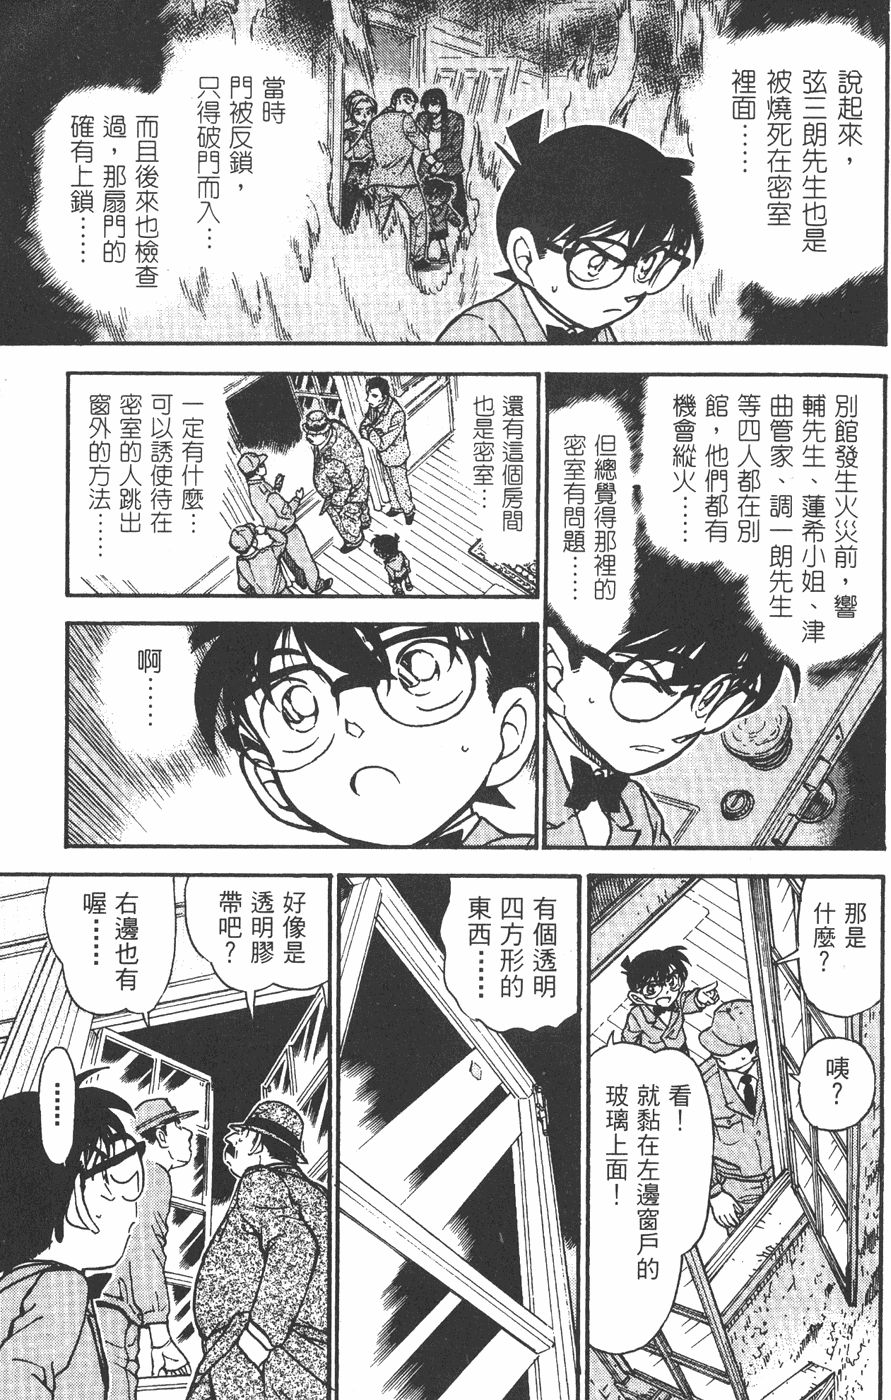 說起來，
弦三朗先生也是
被燒死在密室
裡面……
當時
門被反鎖，
只得破門而入…
而且後來也檢查
過，那扇門的
確有上鎖……
別館發生火災前，響
輔先生、蓮希小姐、津
曲管家、調一朗先生
等四人都在別
館，他們都有
機會縱火……
但總覺得那裡的
密室有問題……
還有這個房間
也是密室…
一定有什麼…
可以誘使待在
密室的人跳出
窗外的方法……
啊……
那是
什麼？
咦？
看！
就黏在左邊窗戶的
玻璃上面！
有個透明
四方形的
東西……
好像是
透明膠
帶吧？
右邊也有
喔……
……